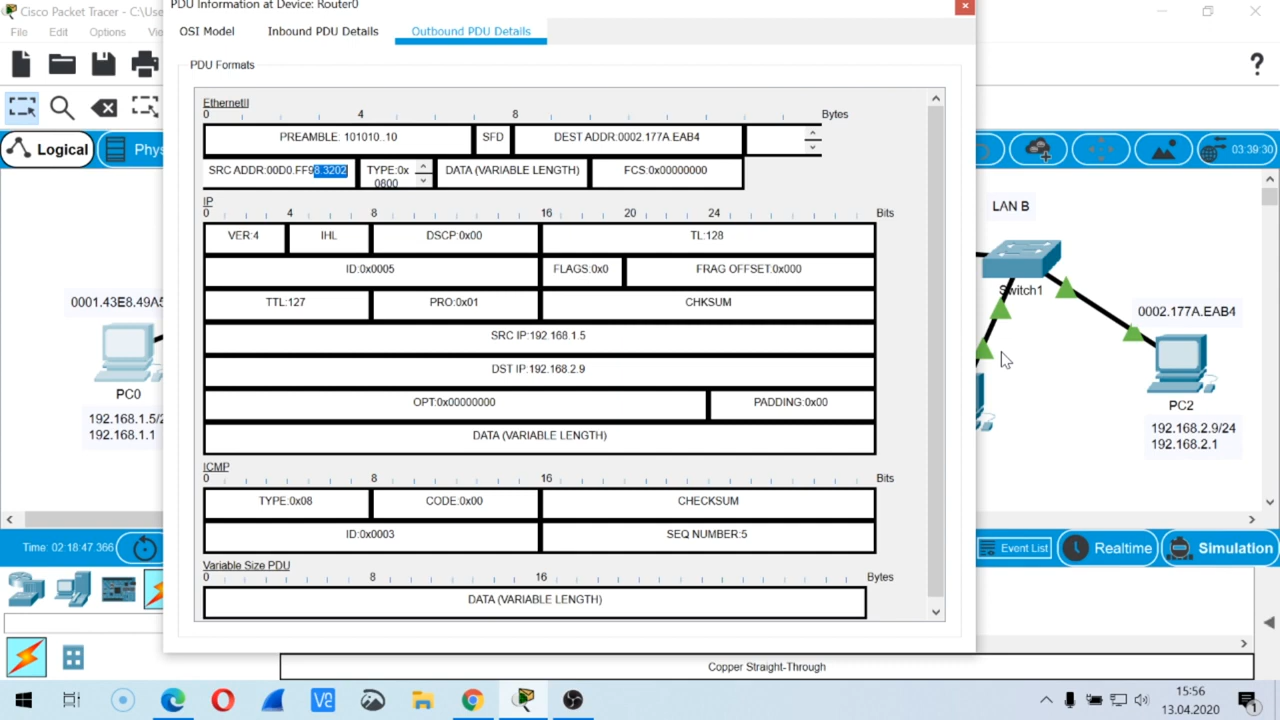 PDU Information at Device: Router0
Cisco Packet Tracer - C:\Use
File Edit Options Vi
OSI Model Inbound PDU Details Outbound PDU Details
PDU Formats
?
EthernetII
0 4 8 Bytes
PREAMBLE: 101010..10 SFD DEST ADDR:0002.177A.EAB4
SRC ADDR:00D0.FF98.3202 TYPE:0x DATA (VARIABLE LENGTH) FCS:0x00000000
0800
Logical Phys
03:39:30
IP
0 4 8 16 20 24 Bits
VER:4 IHL DSCP:0x00 TL:128
ID:0x0005 FLAGS:0x0 FRAG OFFSET:0x000
TTL:127 PRO:0x01 CHKSUM
SRC IP:192.168.1.5
DST IP:192.168.2.9
OPT:0x00000000 PADDING:0x00
DATA (VARIABLE LENGTH)
ICMP
0 8 16 Bits
TYPE:0x08 CODE:0x00 CHECKSUM
ID:0x0003 SEQ NUMBER:5
Variable Size PDU
0 8 16 Bytes
DATA (VARIABLE LENGTH)
0001.43E8.49A5
PC0
192.168.1.5/2
192.168.1.1
LAN B
Switch1
0002.177A.EAB4
PC2
192.168.2.9/24
192.168.2.1
Time: 02:18:47.366
Event List Realtime Simulation
Copper Straight-Through
15:56
13.04.2020
1